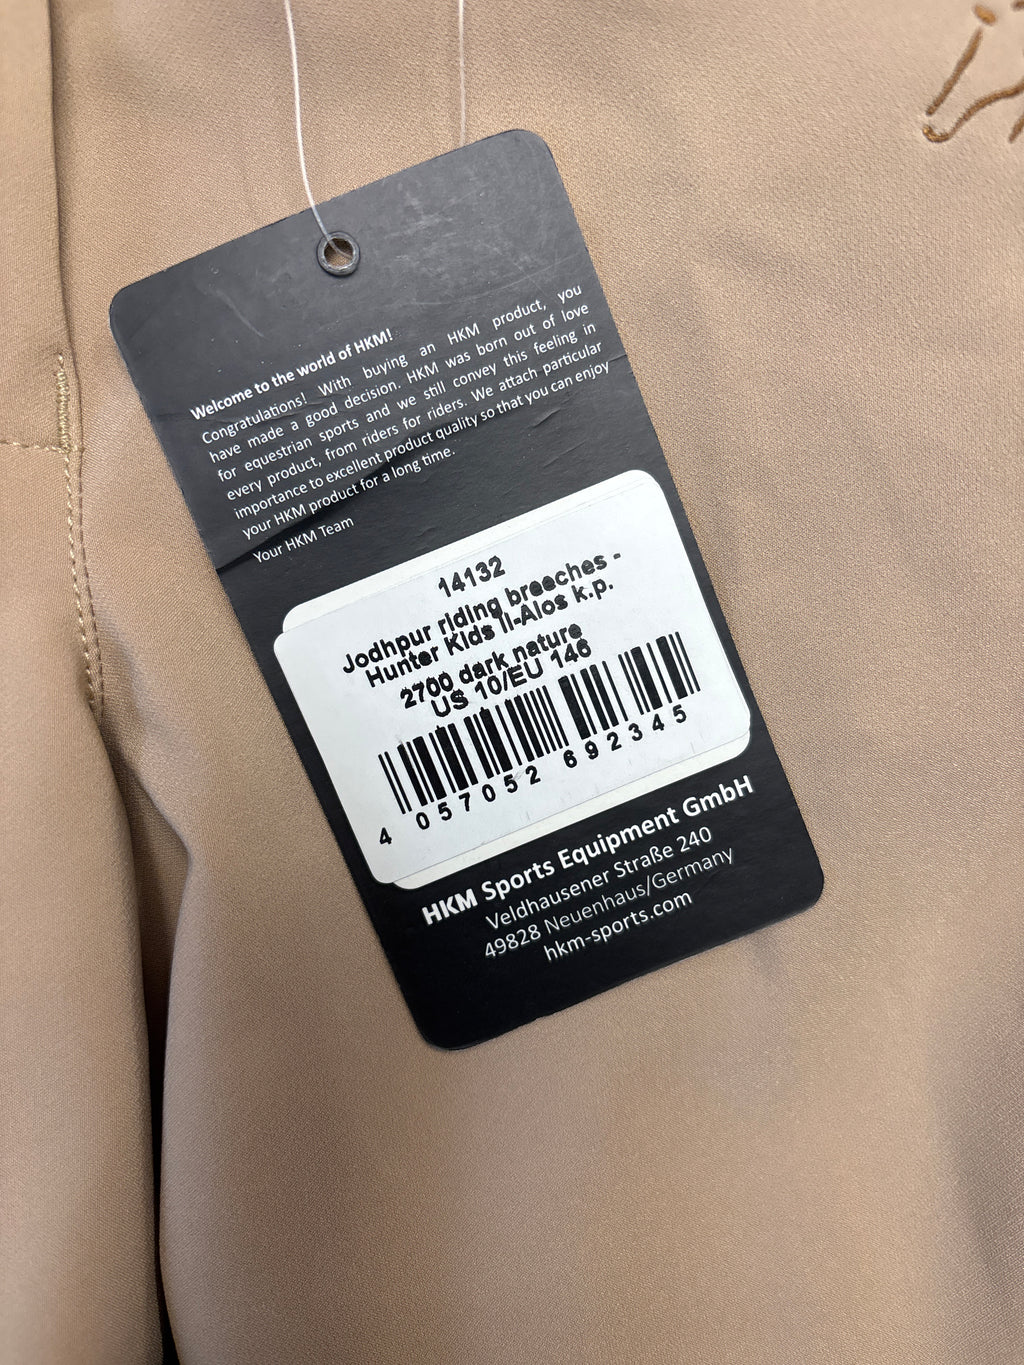 Welcome to the world of HKM!
Congratulations! With buying an HKM product, you
have made a good decision. HKM was born out of love
for equestrian sports and we still convey this feeling in
every product, from riders for riders. We attach particular
importance to excellent product quality so that you can enjoy
your HKM product for a long time.
Your HKM Team
14132
Jodhpur riding breeches -
Hunter Kids II-Alos k.p.
2700 dark nature
US 10/EU 146
4 057052 692345
HKM Sports Equipment GmbH
Veldhausener Straße 240
49828 Neuenhaus/Germany
hkm-sports.com